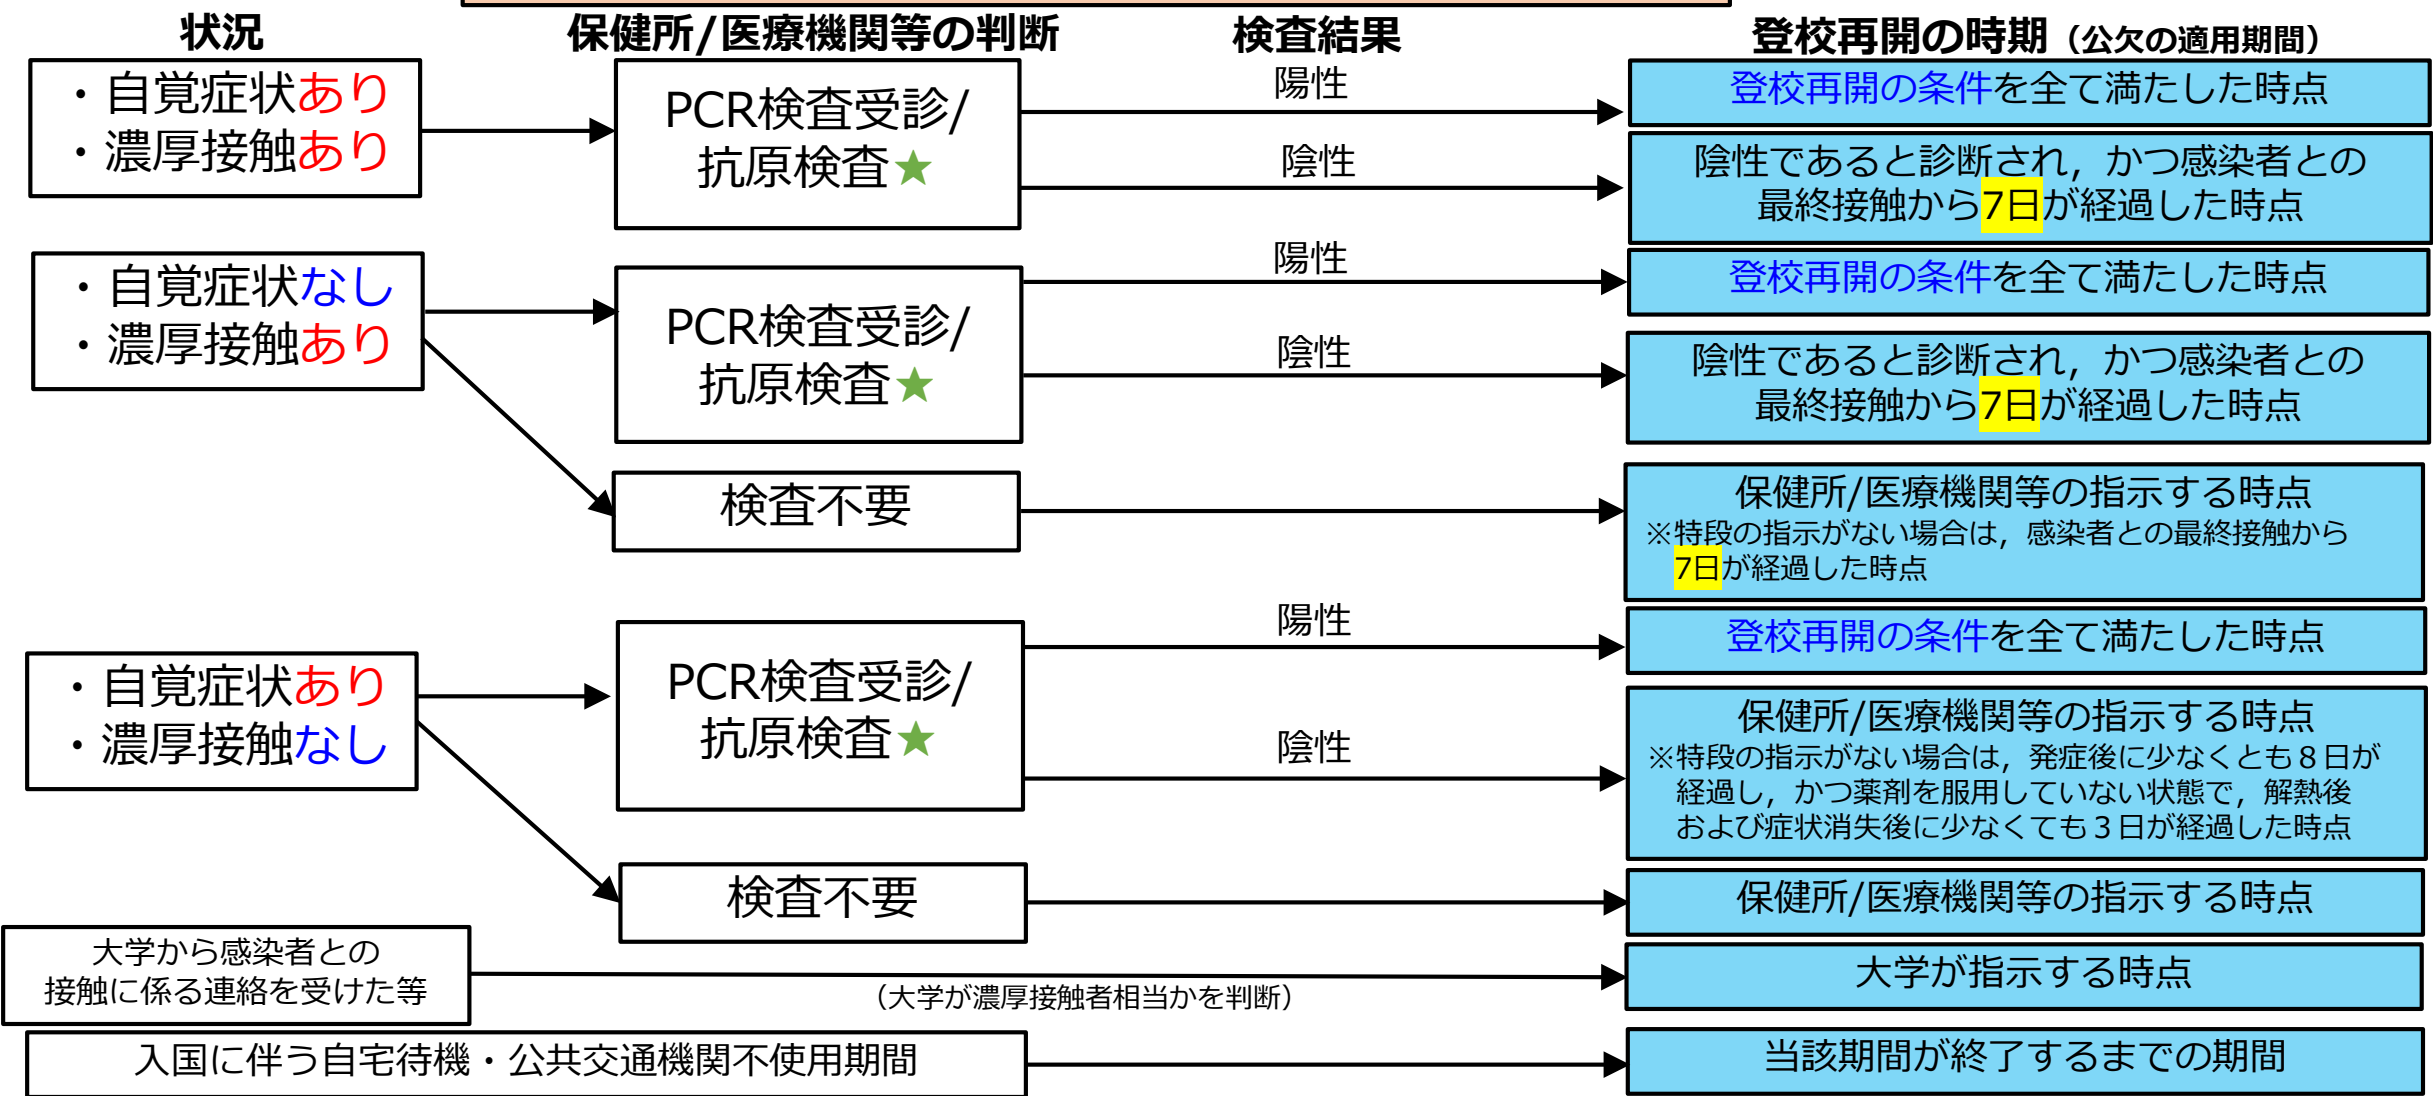 状況
保健所/医療機関等の判断
検査結果
登校再開の時期（公欠の適用期間）
・自覚症状あり
・濃厚接触あり
PCR検査受診/
抗原検査★
陽性
登校再開の条件を全て満たした時点
陰性
陰性であると診断され，かつ感染者との
最終接触から7日が経過した時点
・自覚症状なし
・濃厚接触あり
PCR検査受診/
抗原検査★
陽性
登校再開の条件を全て満たした時点
陰性
陰性であると診断され，かつ感染者との
最終接触から7日が経過した時点
検査不要
保健所/医療機関等の指示する時点
※特段の指示がない場合は，感染者との最終接触から
7日が経過した時点
・自覚症状あり
・濃厚接触なし
PCR検査受診/
抗原検査★
陽性
登校再開の条件を全て満たした時点
陰性
保健所/医療機関等の指示する時点
※特段の指示がない場合は，発症後に少なくとも８日が
経過し，かつ薬剤を服用していない状態で，解熱後
および症状消失後に少なくても３日が経過した時点
検査不要
保健所/医療機関等の指示する時点
大学から感染者との
接触に係る連絡を受けた等
（大学が濃厚接触者相当かを判断）
大学が指示する時点
入国に伴う自宅待機・公共交通機関不使用期間
当該期間が終了するまでの期間